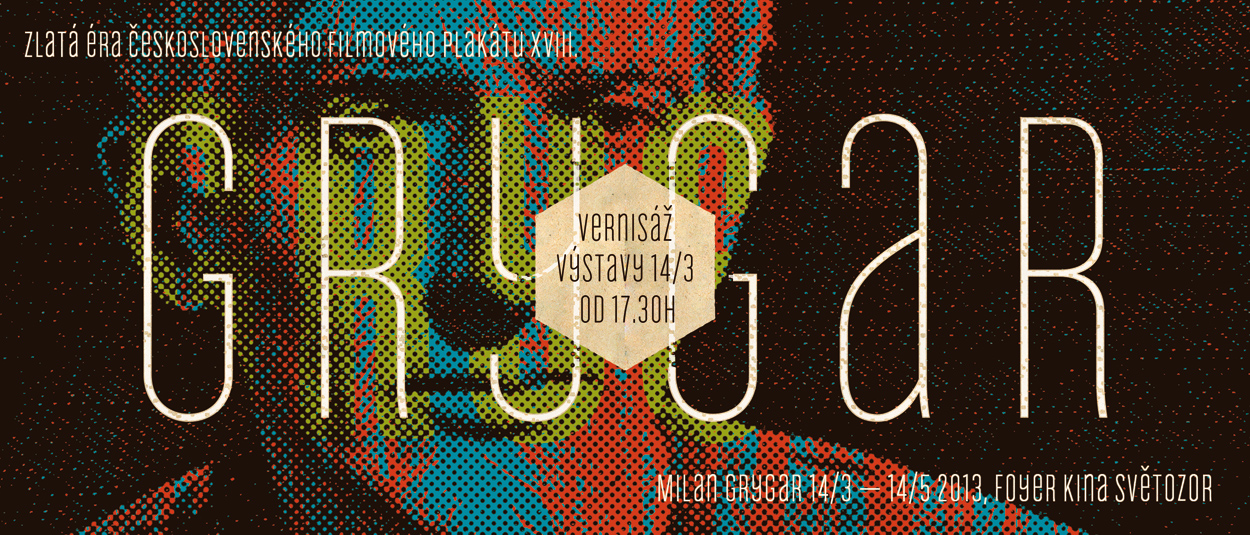 Zlatá éra československého filmového plakátu XVIII.
GRYGAR
vernisáž
výstavy 14/3
OD 17.30H
Milan Grygar 14/3 — 14/5 2013, foyer kina Světozor